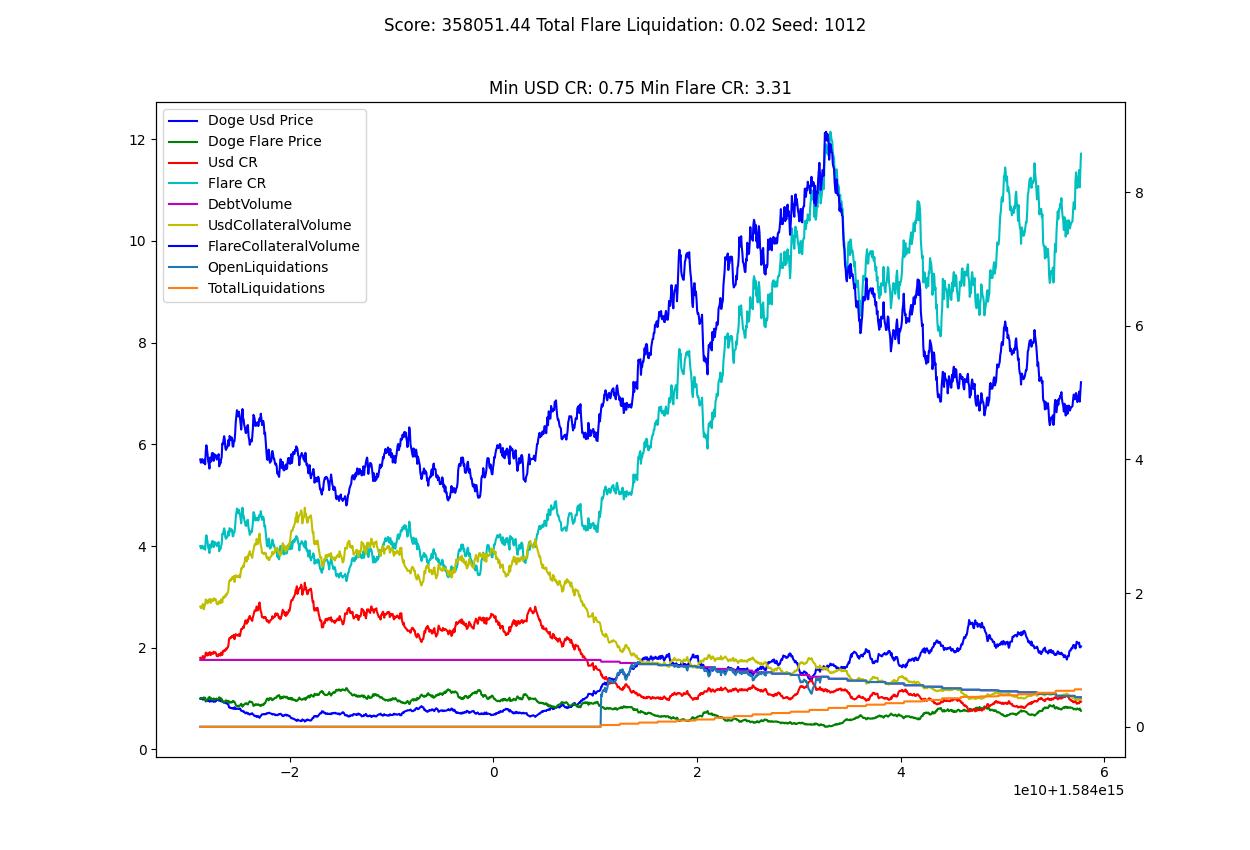 Score: 358051.44 Total Flare Liquidation: 0.02 Seed: 1012
Min USD CR: 0.75 Min Flare CR: 3.31
Doge Usd Price
Doge Flare Price
Usd CR
Flare CR
DebtVolume
UsdCollateralVolume
FlareCollateralVolume
OpenLiquidations
TotalLiquidations
12
10
8
6
4
2
0
8
6
4
2
0
−2
0
2
4
6
1e10+1.584e15